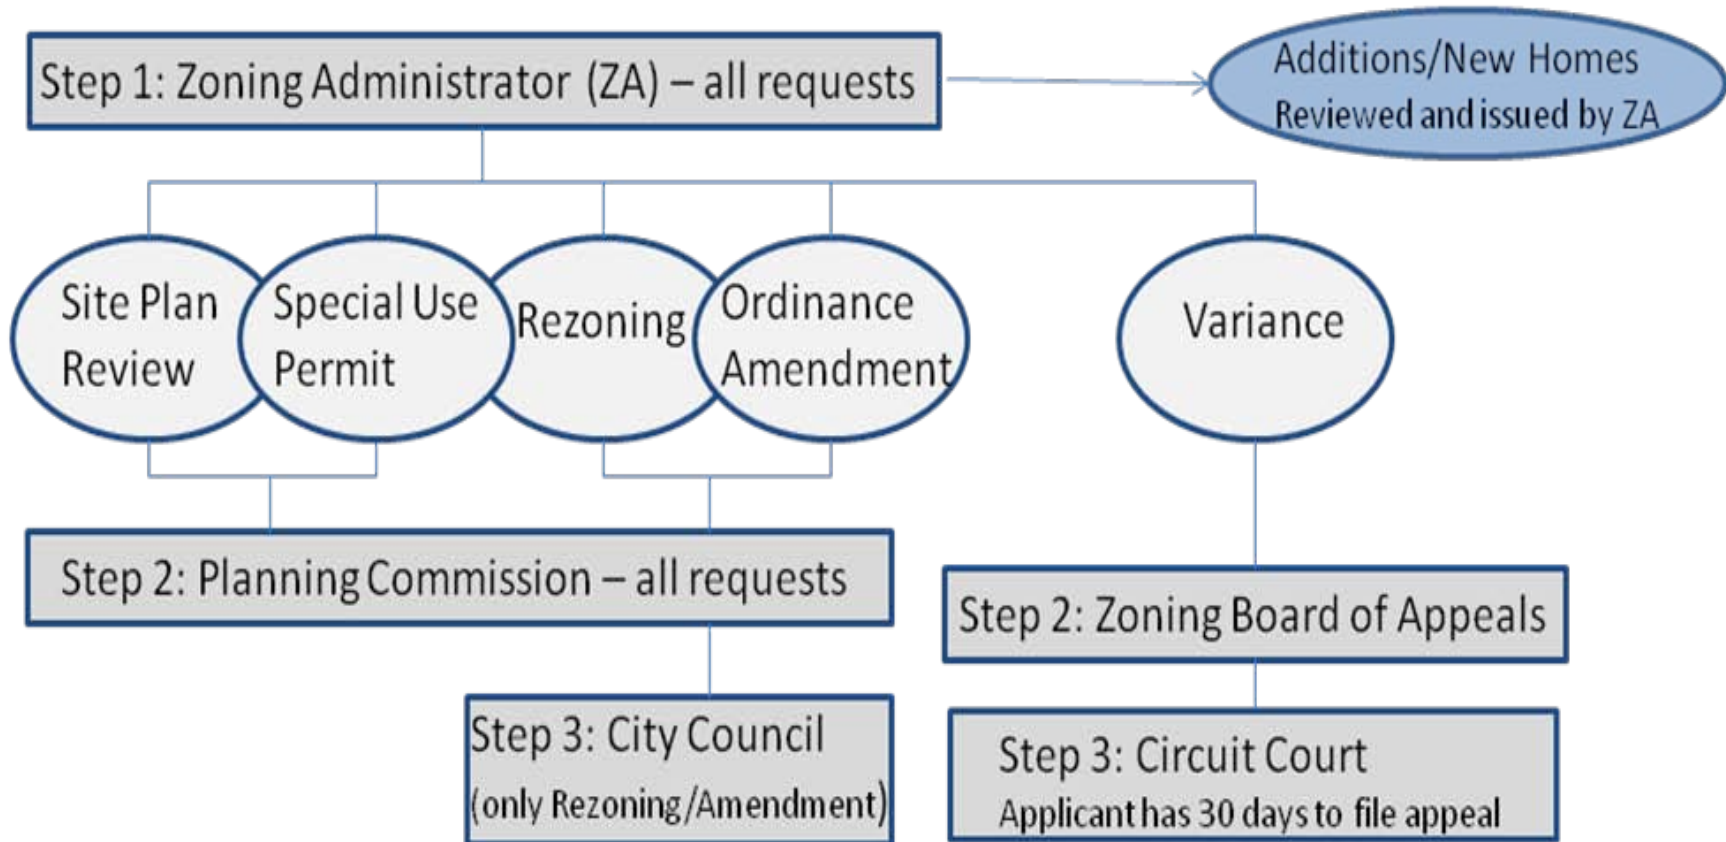 Step 1: Zoning Administrator (ZA) – all requests
Additions/New Homes
Reviewed and issued by ZA
Site Plan
Review
Special Use
Permit
Rezoning
Ordinance
Amendment
Variance
Step 2: Planning Commission – all requests
Step 2: Zoning Board of Appeals
Step 3: City Council
(only Rezoning/Amendment)
Step 3: Circuit Court
Applicant has 30 days to file appeal